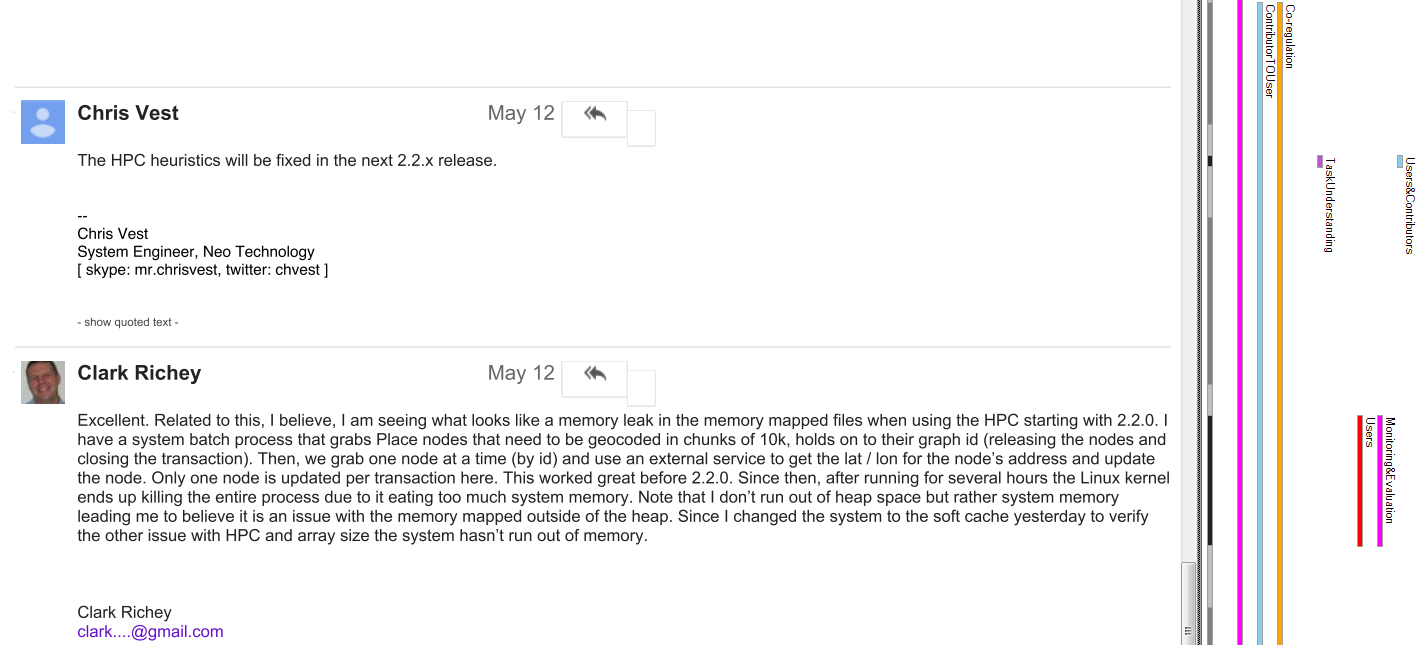 Chris Vest
May 12
The HPC heuristics will be fixed in the next 2.2.x release.
--
Chris Vest
System Engineer, Neo Technology
[ skype: mr.chrisvest, twitter: chvest ]
- show quoted text -
Clark Richey
May 12
Excellent. Related to this, I believe, I am seeing what looks like a memory leak in the memory mapped files when using the HPC starting with 2.2.0. I
have a system batch process that grabs Place nodes that need to be geocoded in chunks of 10k, holds on to their graph id (releasing the nodes and
closing the transaction). Then, we grab one node at a time (by id) and use an external service to get the lat / lon for the node’s address and update
the node. Only one node is updated per transaction here. This worked great before 2.2.0. Since then, after running for several hours the Linux kernel
ends up killing the entire process due to it eating too much system memory. Note that I don’t run out of heap space but rather system memory
leading me to believe it is an issue with the memory mapped outside of the heap. Since I changed the system to the soft cache yesterday to verify
the other issue with HPC and array size the system hasn’t run out of memory.
Clark Richey
clark....@gmail.com
ContributorTOUser
Co-regulation
TaskUnderstanding
Users&Contributors
Users
Monitoring&Evaluation